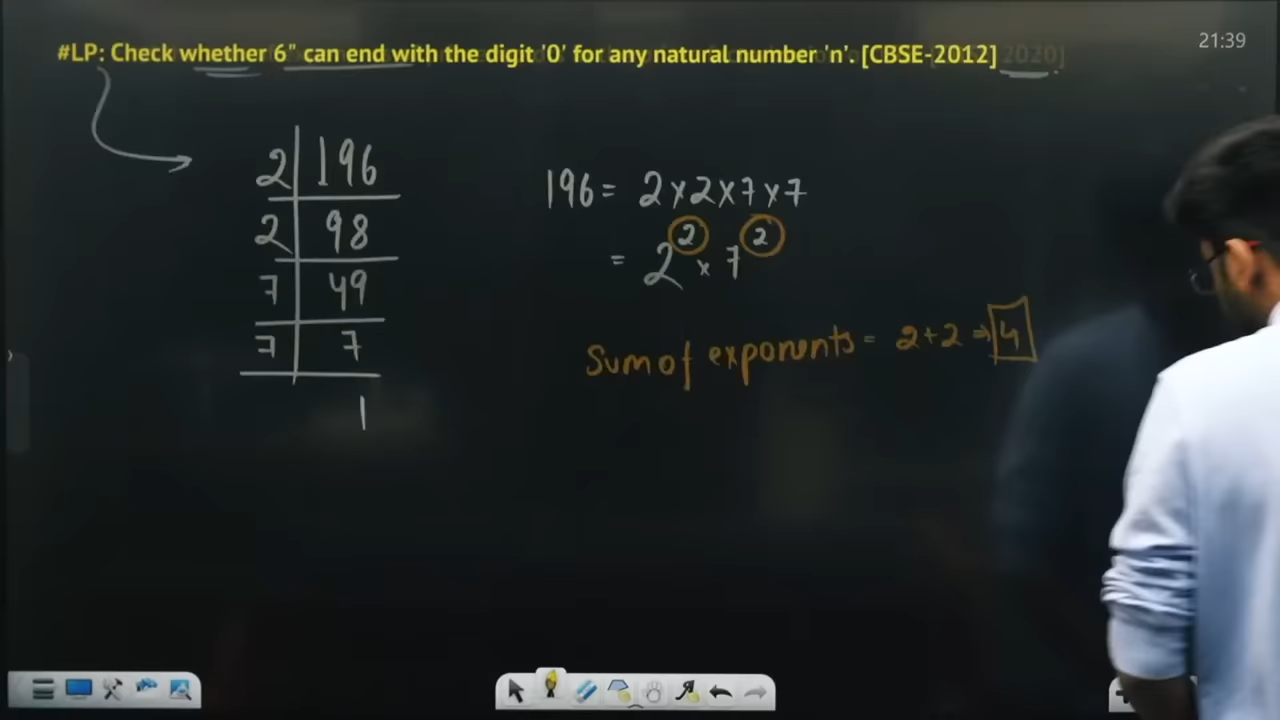 #LP: Check whether 6" can end with the digit '0' for any natural number 'n'. [CBSE-2012] 2020]
21:39
2 196
2 98
7 49
7 7
1
196 = 2×2×7×7
= 2² × 7²
Sum of exponents = 2+2 ⇒ 4